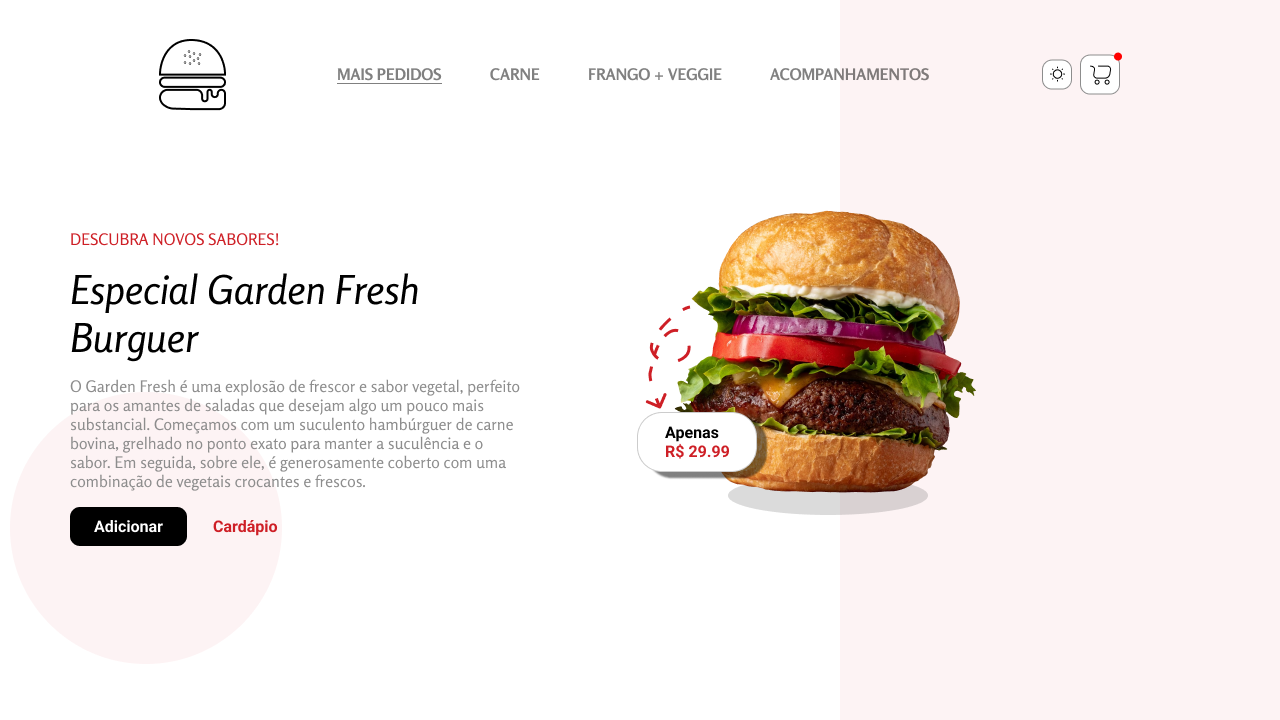 MAIS PEDIDOS CARNE FRANGO + VEGGIE ACOMPANHAMENTOS
DESCUBRA NOVOS SABORES!
Especial Garden Fresh
Burguer
O Garden Fresh é uma explosão de frescor e sabor vegetal, perfeito
para os amantes de saladas que desejam algo um pouco mais
substancial. Começamos com um suculento hambúrguer de carne
bovina, grelhado no ponto exato para manter a suculência e o
sabor. Em seguida, sobre ele, é generosamente coberto com uma
combinação de vegetais crocantes e frescos.
Adicionar Cardápio
Apenas
R$ 29.99